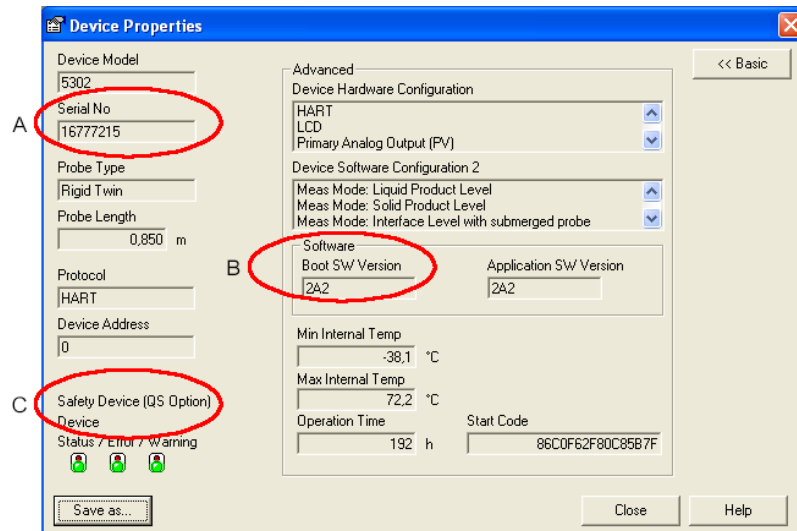 Device Properties
<< Basic
Device Model
5302
A
Serial No
16777215
Probe Type
Rigid Twin
Probe Length
0,850 m
Protocol
HART
Device Address
0
C
Safety Device (QS Option)
Device
Status / Error / Warning
Advanced
Device Hardware Configuration
HART
LCD
Primary Analog Output (PV)
Device Software Configuration 2
Meas Mode: Liquid Product Level
Meas Mode: Solid Product Level
Meas Mode: Interface Level with submerged probe
B
Software
Boot SW Version
2A2
Application SW Version
2A2
Min Internal Temp
-38,1 °C
Max Internal Temp
72,2 °C
Operation Time
192 h
Start Code
86C0F62F80C85B7F
Save as...
Close
Help